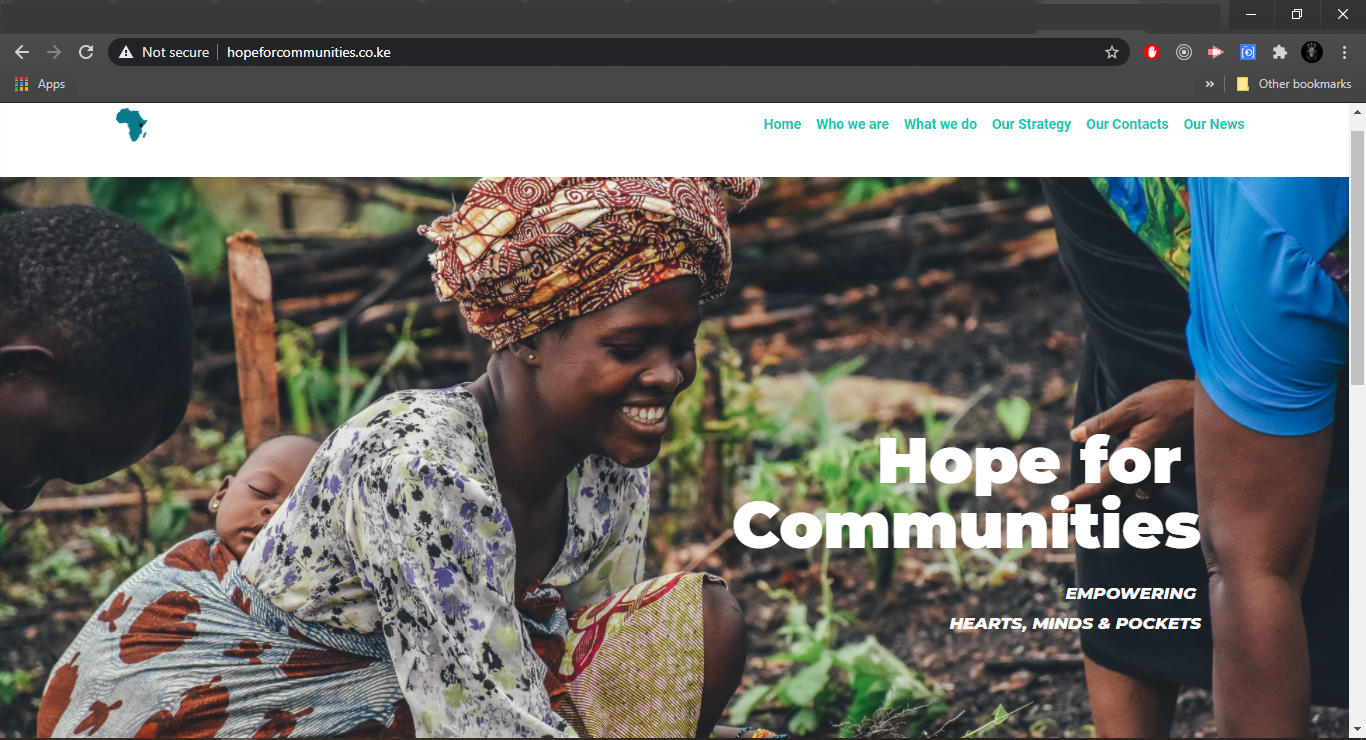 Not secure hopeforcommunities.co.ke
Apps Other bookmarks
Home Who we are What we do Our Strategy Our Contacts Our News
Hope for
Communities
EMPOWERING
HEARTS, MINDS & POCKETS